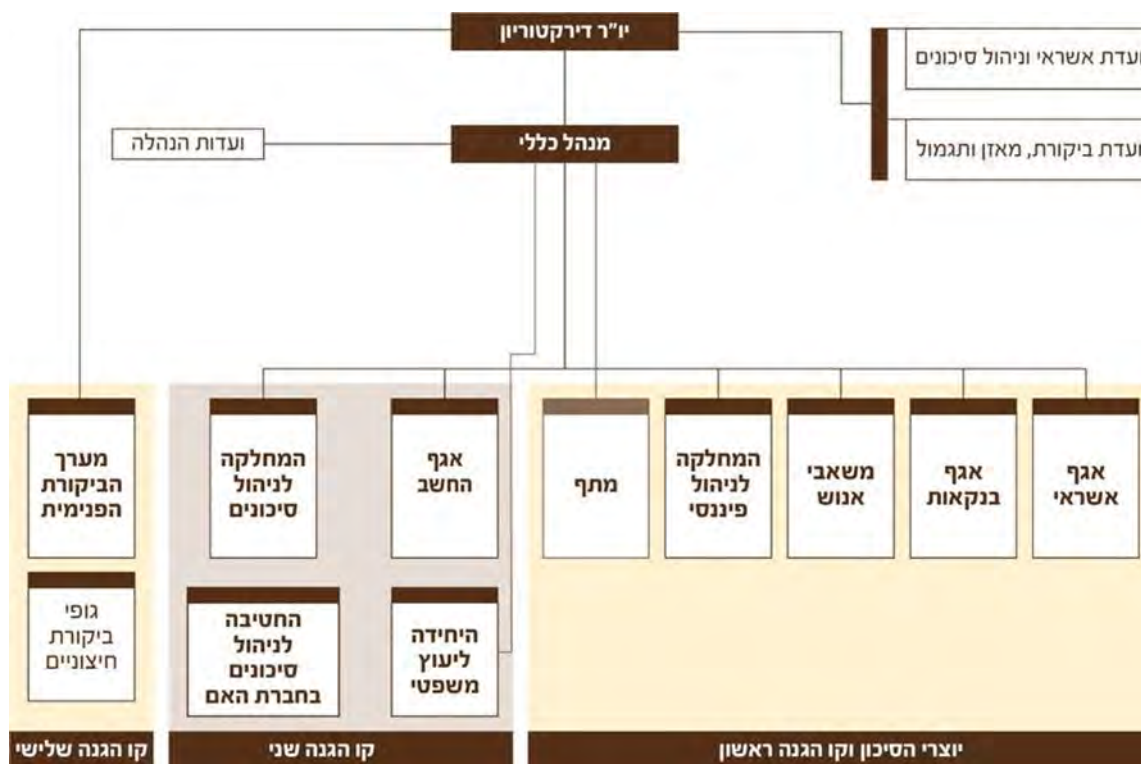 יו"ר דירקטוריון
ועדת אשראי וניהול סיכונים
ועדת ביקורת, מאזן ותגמול
מנהל כללי
ועדות הנהלה
אגף
אשראי
אגף
בנקאות
משאבי
אנוש
המחלקה
לניהול
פיננסי
מתף
אגף
החשב
המחלקה
לניהול
סיכונים
היחידה
ליעוץ
משפטי
החטיבה
לניהול
סיכונים
בחברת האם
מערך
הביקורת
הפנימית
גופי
ביקורת
חיצוניים
יוצרי הסיכון וקו הגנה ראשון
קו הגנה שני
קו הגנה שלישי